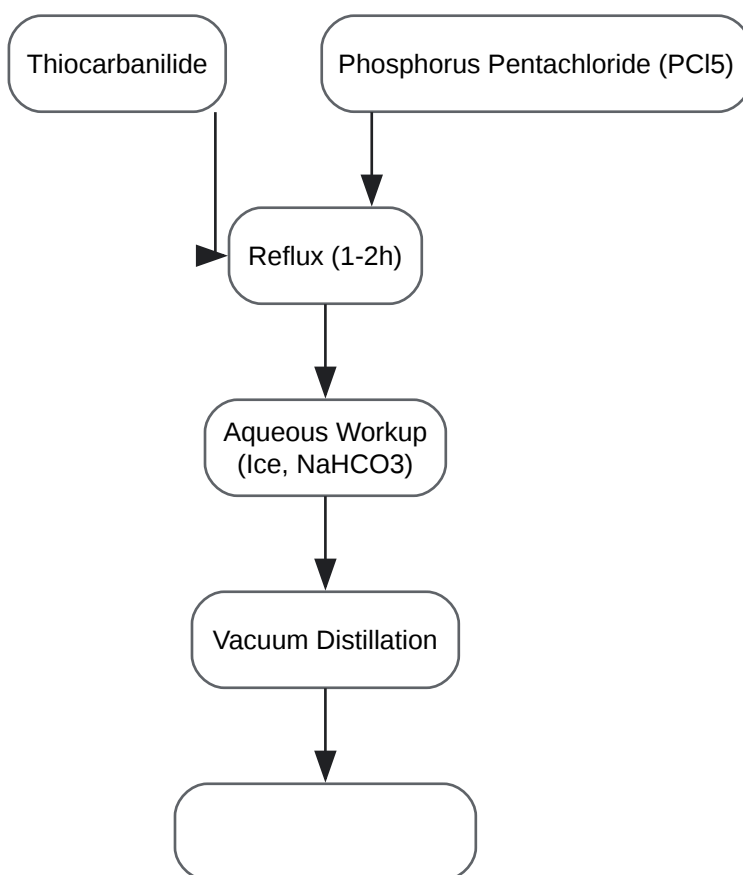 Thiocarbanilide
Phosphorus Pentachloride (PCl5)
Reflux (1-2h)
Aqueous Workup
(Ice, NaHCO3)
Vacuum Distillation